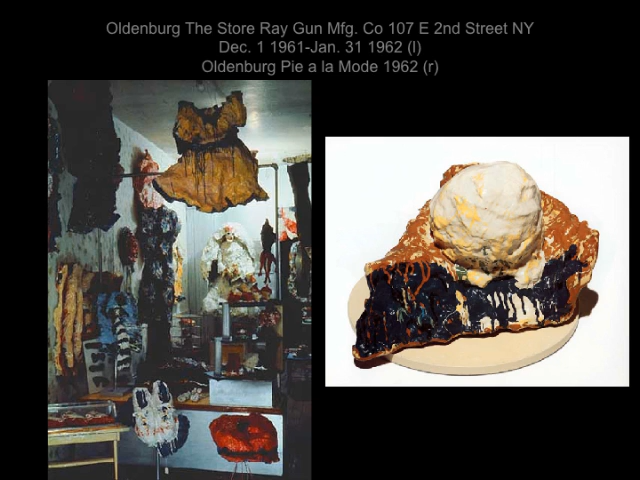 Oldenburg The Store Ray Gun Mfg. Co 107 E 2nd Street NY
Dec. 1 1961-Jan. 31 1962 (l)
Oldenburg Pie a la Mode 1962 (r)